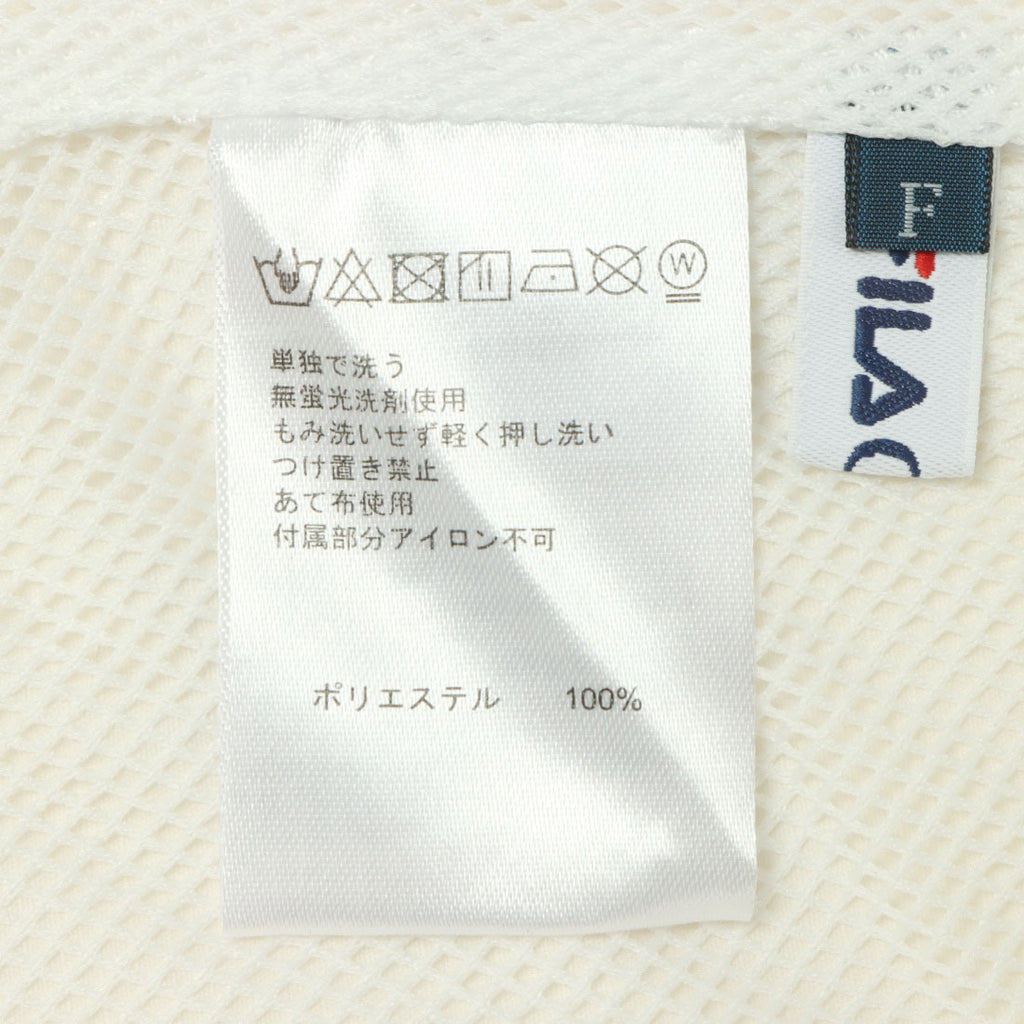 W
単独で洗う
無蛍光洗剤使用
もみ洗いせず軽く押し洗い
つけ置き禁止
あて布使用
付属部分アイロン不可
ポリエステル 100%
F
FILA